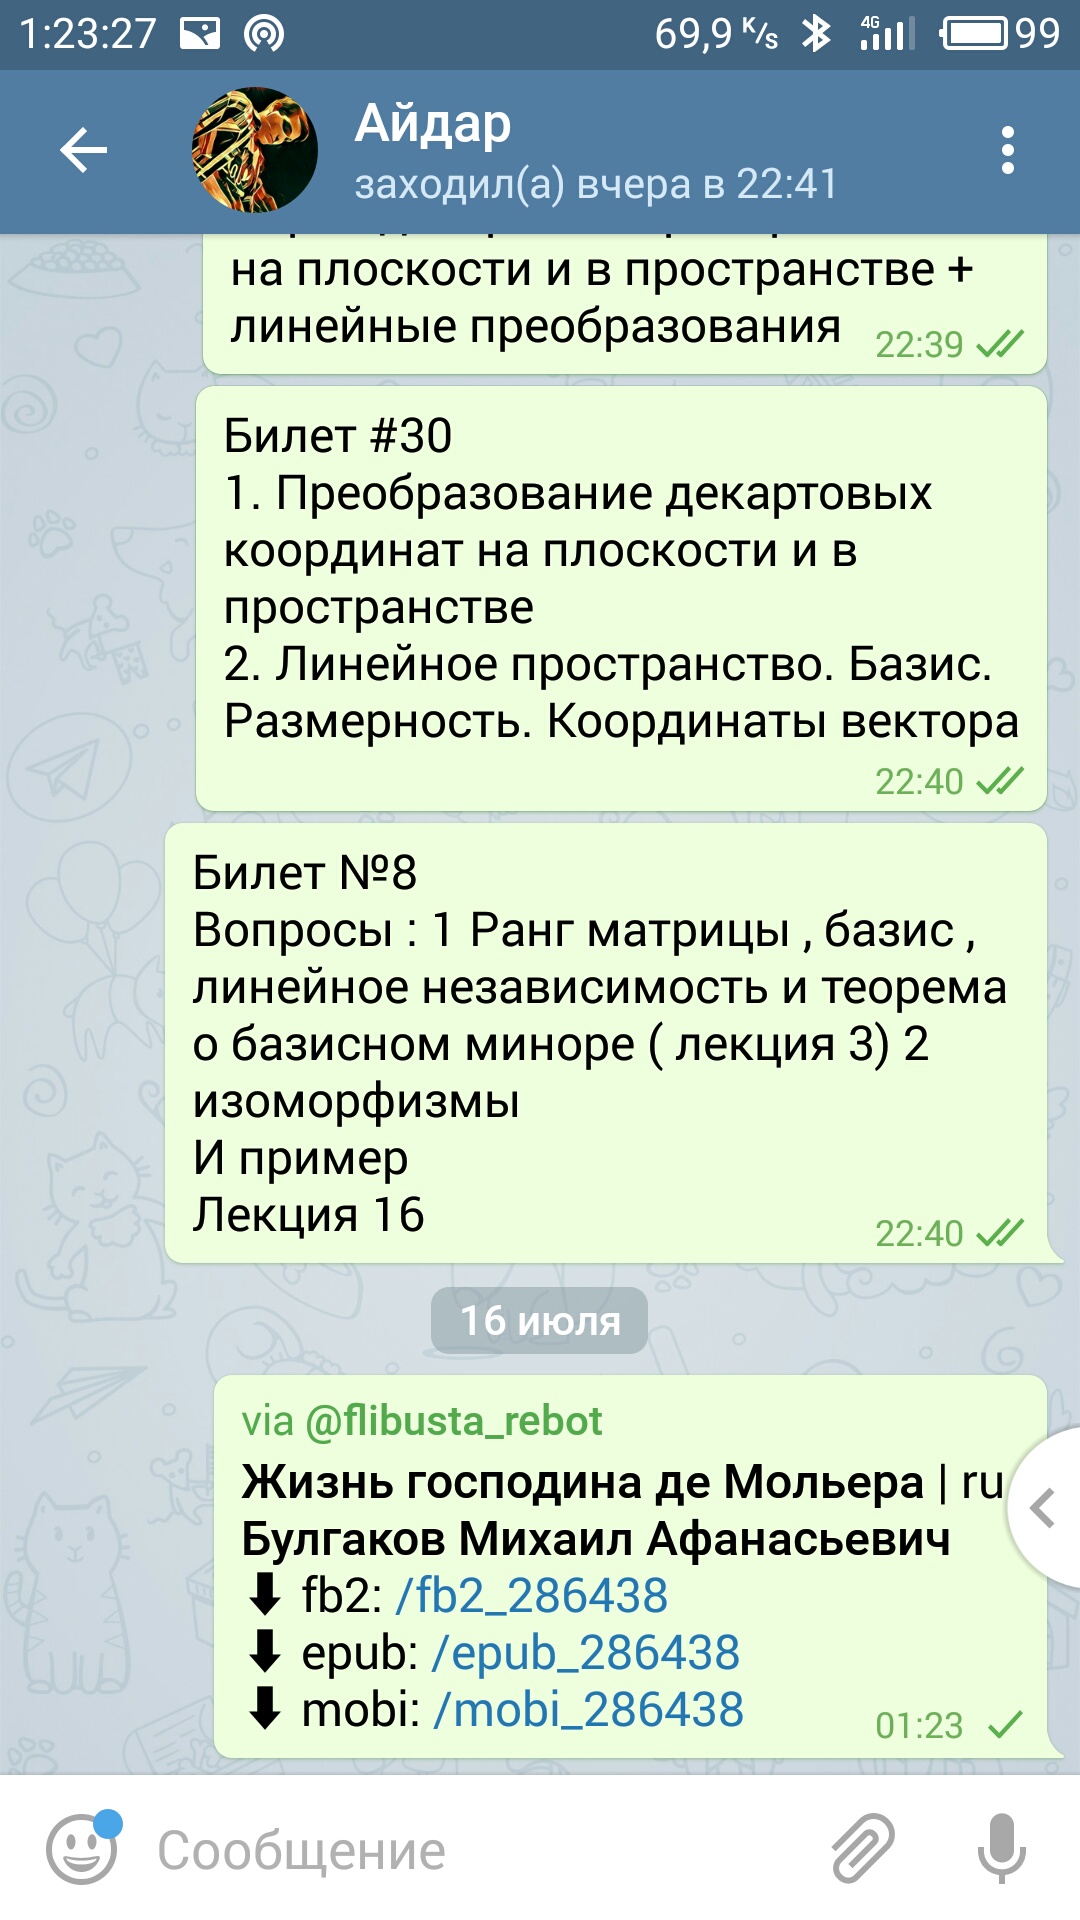 1:23:27 69,9 K/s 4G 99
Айдар
заходил(а) вчера в 22:41
на плоскости и в пространстве +
линейные преобразования 22:39
Билет #30
1. Преобразование декартовых
координат на плоскости и в
пространстве
2. Линейное пространство. Базис.
Размерность. Координаты вектора
22:40
Билет №8
Вопросы : 1 Ранг матрицы , базис ,
линейное независимость и теорема
о базисном миноре ( лекция 3) 2
изоморфизмы
И пример
Лекция 16
22:40
16 июля
via @flibusta_rebot
Жизнь господина де Мольера | ru
Булгаков Михаил Афанасьевич
fb2: /fb2_286438
epub: /epub_286438
mobi: /mobi_286438
01:23
Сообщение